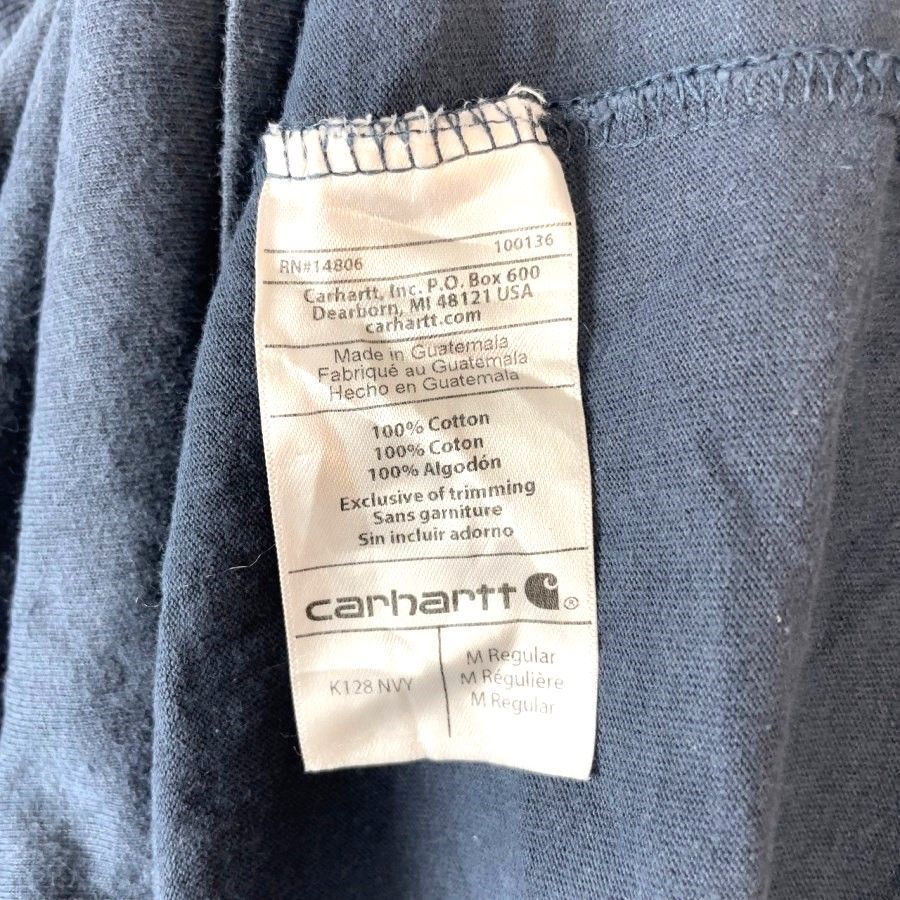 100136
RN#14806
Carhartt, Inc. P.O. Box 600
Dearborn, MI 48121 USA
carhartt.com
Made in Guatemala
Fabriqué au Guatemala
Hecho en Guatemala
100% Cotton
100% Coton
100% Algodón
Exclusive of trimming
Sans garniture
Sin incluir adorno
carhartt ®
K128 NVY
M Regular
M Régulière
M Regular